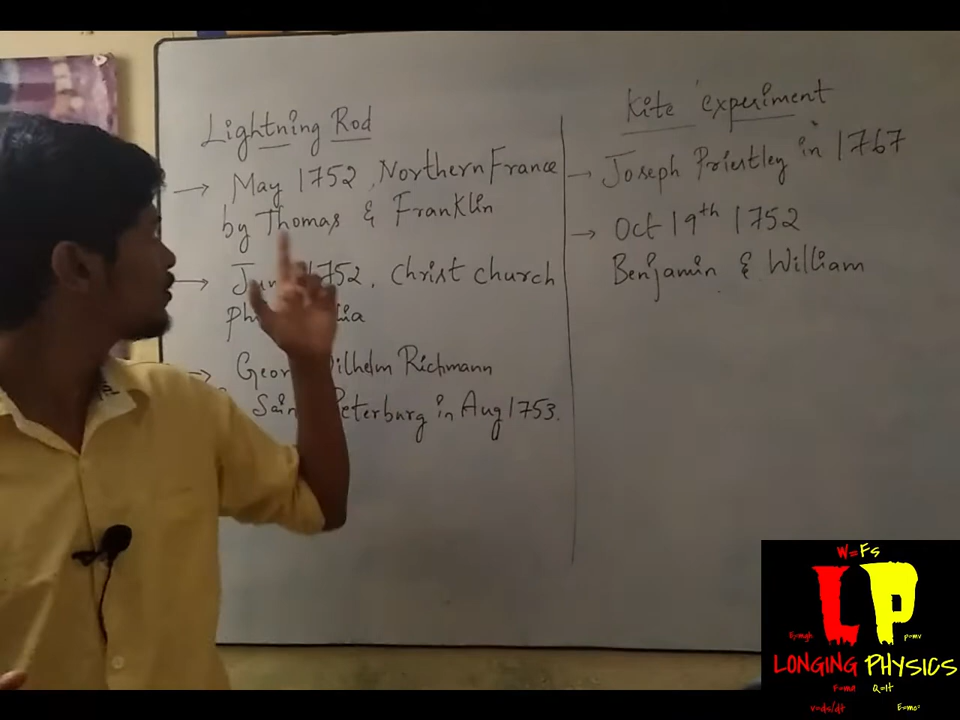 Lightning Rod
→ May 1752, Northern France
by Thomas & Franklin
→ 1752, Christ church
→ Richmann
Peterburg in Aug 1753.
Kite experiment
→ Joseph Priestley in 1767
→ Oct 19th 1752
Benjamin & William
W=Fs
LP
LONGING PHYSICS